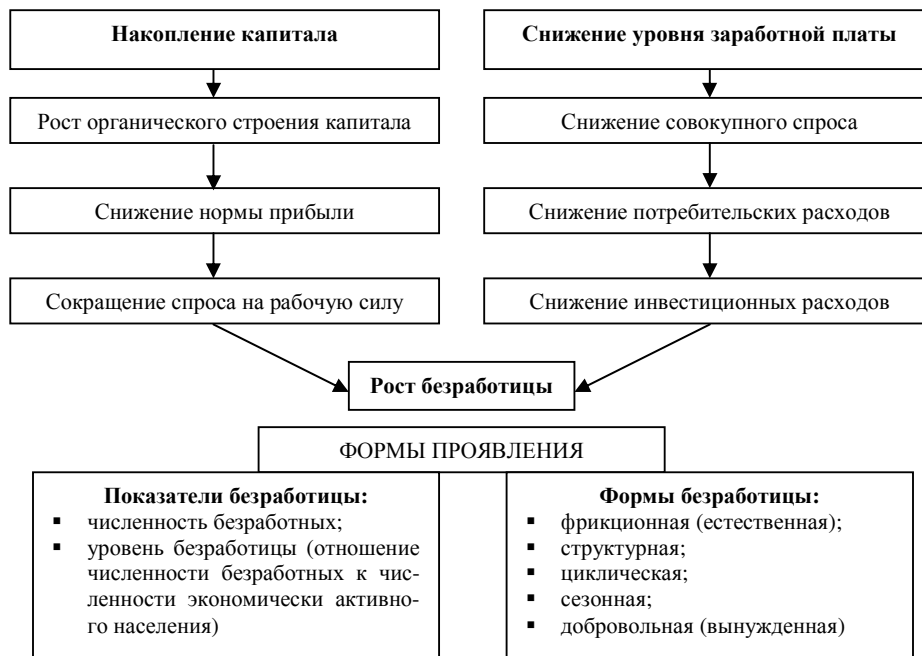 Накопление капитала
Снижение уровня заработной платы
Рост органического строения капитала
Снижение совокупного спроса
Снижение нормы прибыли
Снижение потребительских расходов
Сокращение спроса на рабочую силу
Снижение инвестиционных расходов
Рост безработицы
ФОРМЫ ПРОЯВЛЕНИЯ
Показатели безработицы:
▪ численность безработных;
▪ уровень безработицы (отношение
численности безработных к чис-
ленности экономически активно-
го населения)
Формы безработицы:
▪ фрикционная (естественная);
▪ структурная;
▪ циклическая;
▪ сезонная;
▪ добровольная (вынужденная)